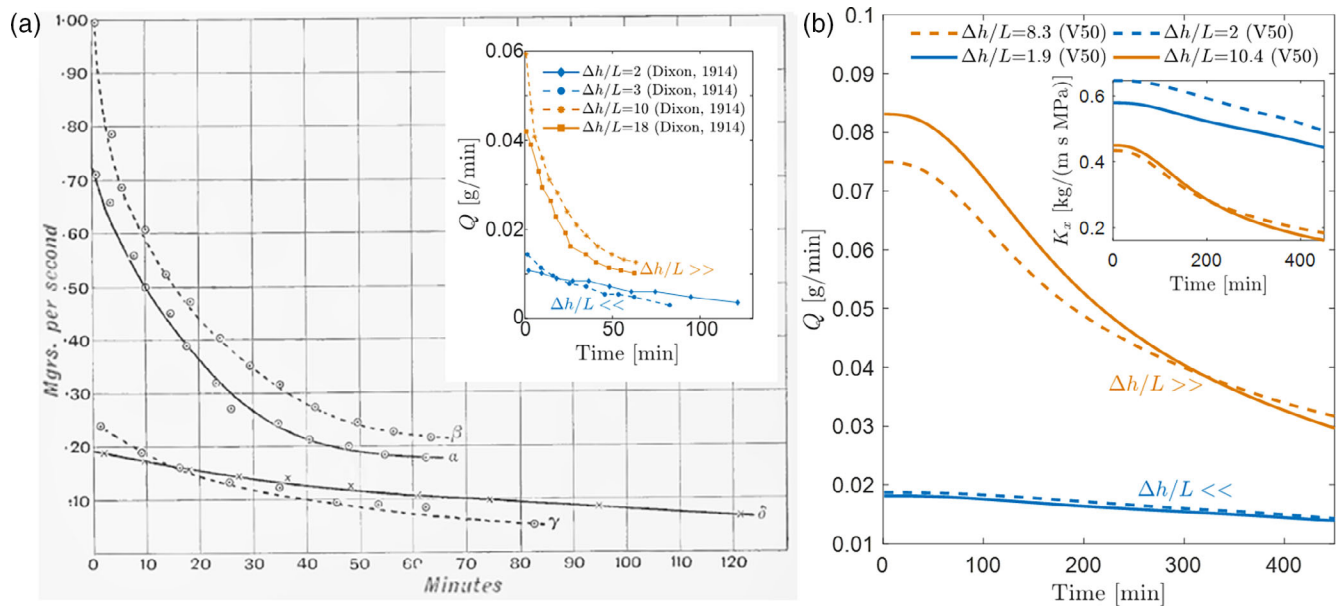 (a)
1·00
·90
·80
·70
·60
·50
·40
·30
·20
·10
Mgrs. per second
0 10 20 30 40 50 60 70 80 90 100 110 120
Minutes
β
α
γ
δ
0.06
0.04
0.02
0
Q [g/min]
Δh/L=2 (Dixon, 1914)
Δh/L=3 (Dixon, 1914)
Δh/L=10 (Dixon, 1914)
Δh/L=18 (Dixon, 1914)
Δh/L >>
Δh/L <<
50 100
Time [min]
(b)
0.1
0.09
0.08
0.07
0.06
0.05
0.04
0.03
0.02
0.01
Q [g/min]
Δh/L=8.3 (V50) Δh/L=2 (V50)
Δh/L=1.9 (V50) Δh/L=10.4 (V50)
0.6
0.4
0.2
Kₓ [kg/(m s MPa)]
0 200 400
Time [min]
Δh/L >>
Δh/L <<
0 100 200 300 400
Time [min]